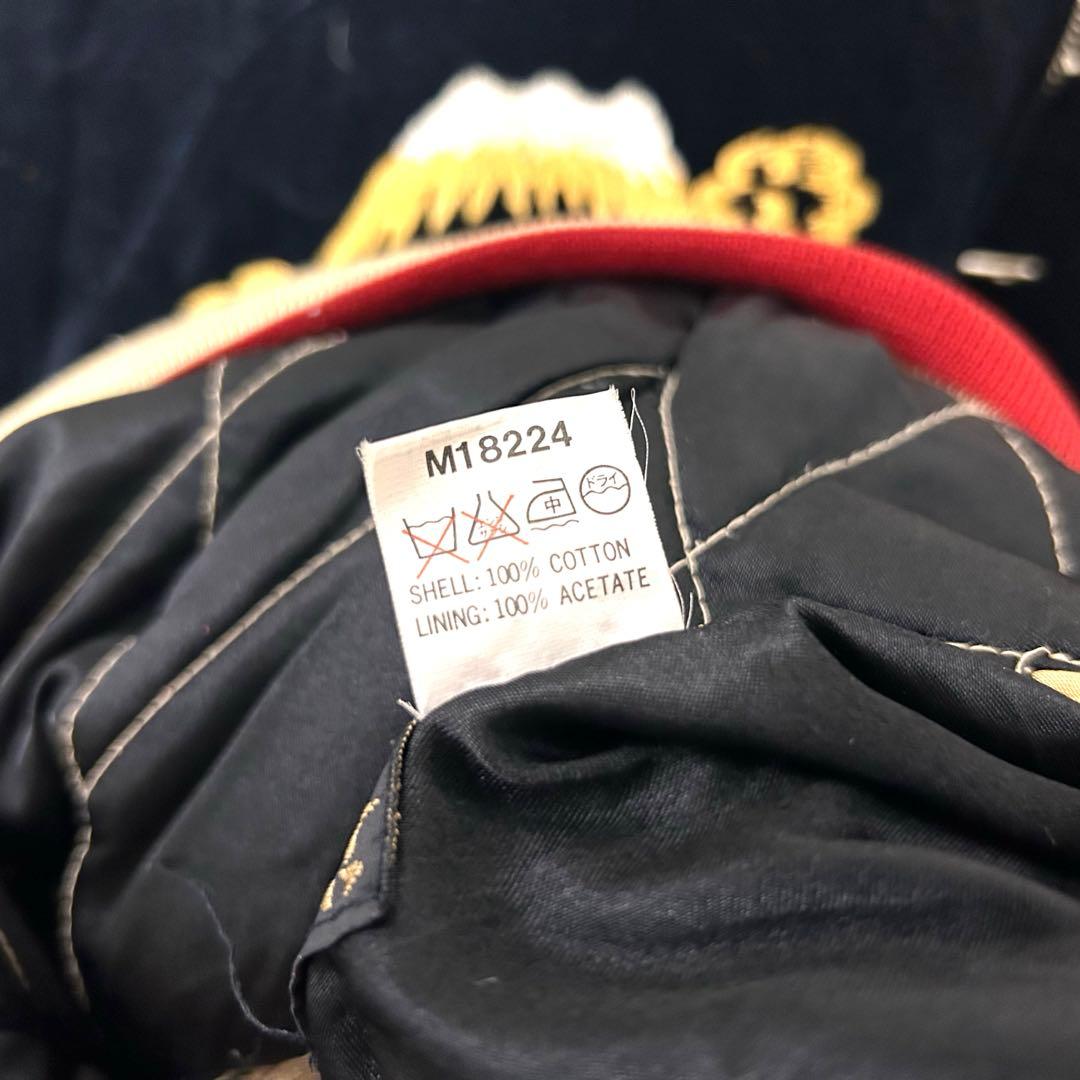 M18224
中 ドライ
SHELL: 100% COTTON
LINING: 100% ACETATE